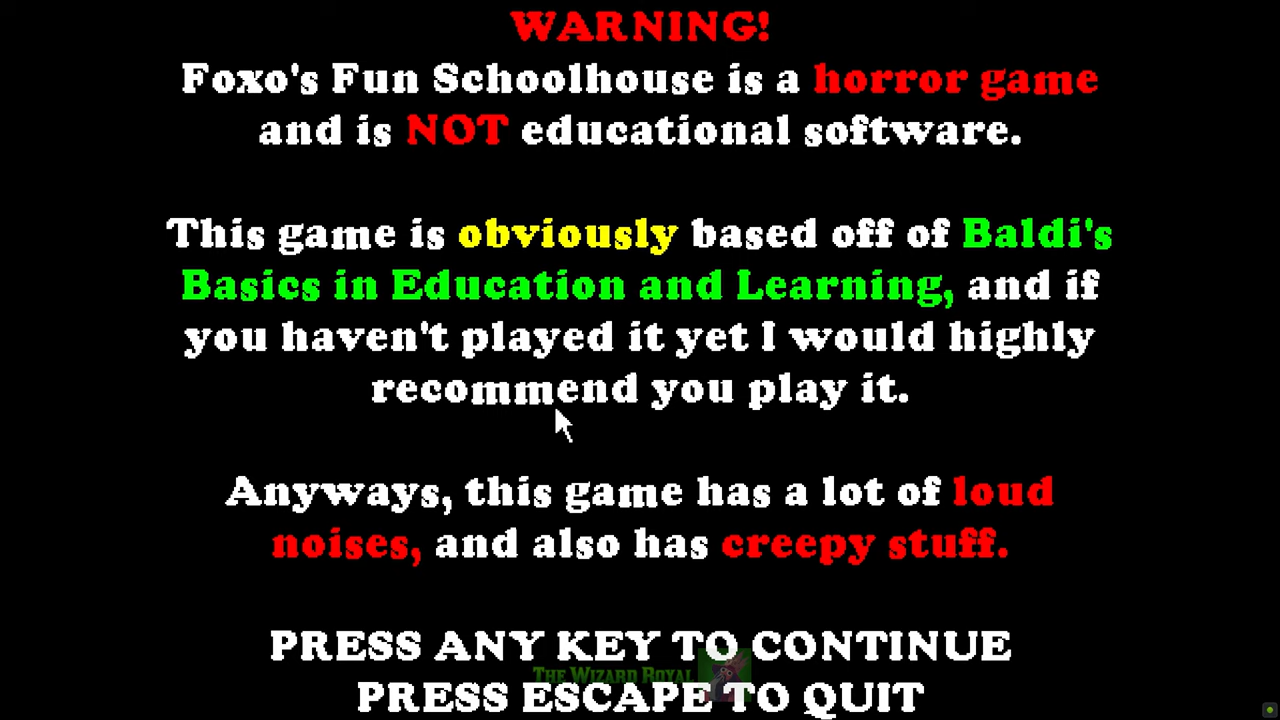 WARNING!
Foxo's Fun Schoolhouse is a horror game
and is NOT educational software.
This game is obviously based off of Baldi's
Basics in Education and Learning, and if
you haven't played it yet I would highly
recommend you play it.
Anyways, this game has a lot of loud
noises, and also has creepy stuff.
PRESS ANY KEY TO CONTINUE
The Wizard Royal
PRESS ESCAPE TO QUIT